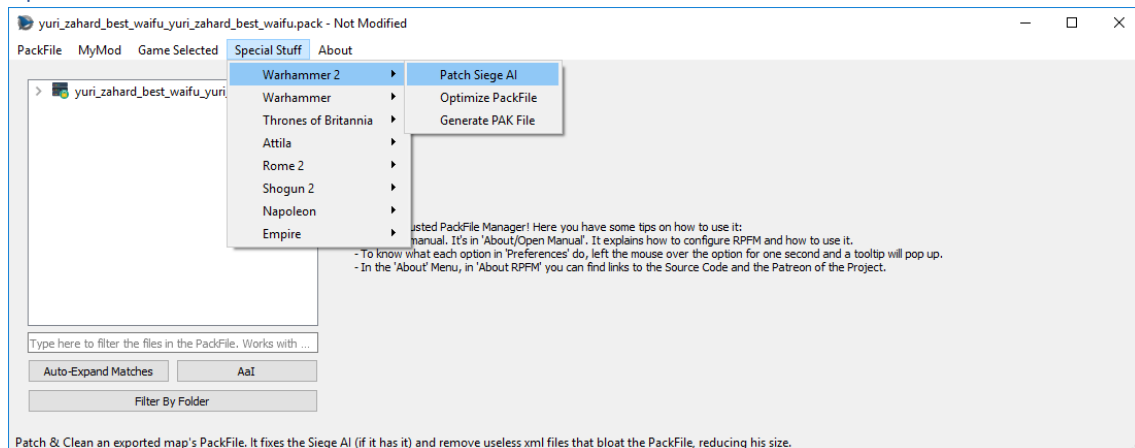 yuri_zahard_best_waifu_yuri_zahard_best_waifu.pack - Not Modified
PackFile MyMod Game Selected Special Stuff About
Warhammer 2
Patch Siege AI
yuri_zahard_best_waifu_yuri
Warhammer
Optimize PackFile
Thrones of Britannia
Generate PAK File
Attila
Rome 2
Shogun 2
Napoleon
Empire
usted PackFile Manager! Here you have some tips on how to use it:
manual. It's in 'About/Open Manual'. It explains how to configure RPFM and how to use it.
- To know what each option in 'Preferences' do, left the mouse over the option for one second and a tooltip will pop up.
- In the 'About' Menu, in 'About RPFM' you can find links to the Source Code and the Patreon of the Project.
Type here to filter the files in the PackFile. Works with ...
Auto-Expand Matches AaI
Filter By Folder
Patch & Clean an exported map's PackFile. It fixes the Siege AI (if it has it) and remove useless xml files that bloat the PackFile, reducing his size.